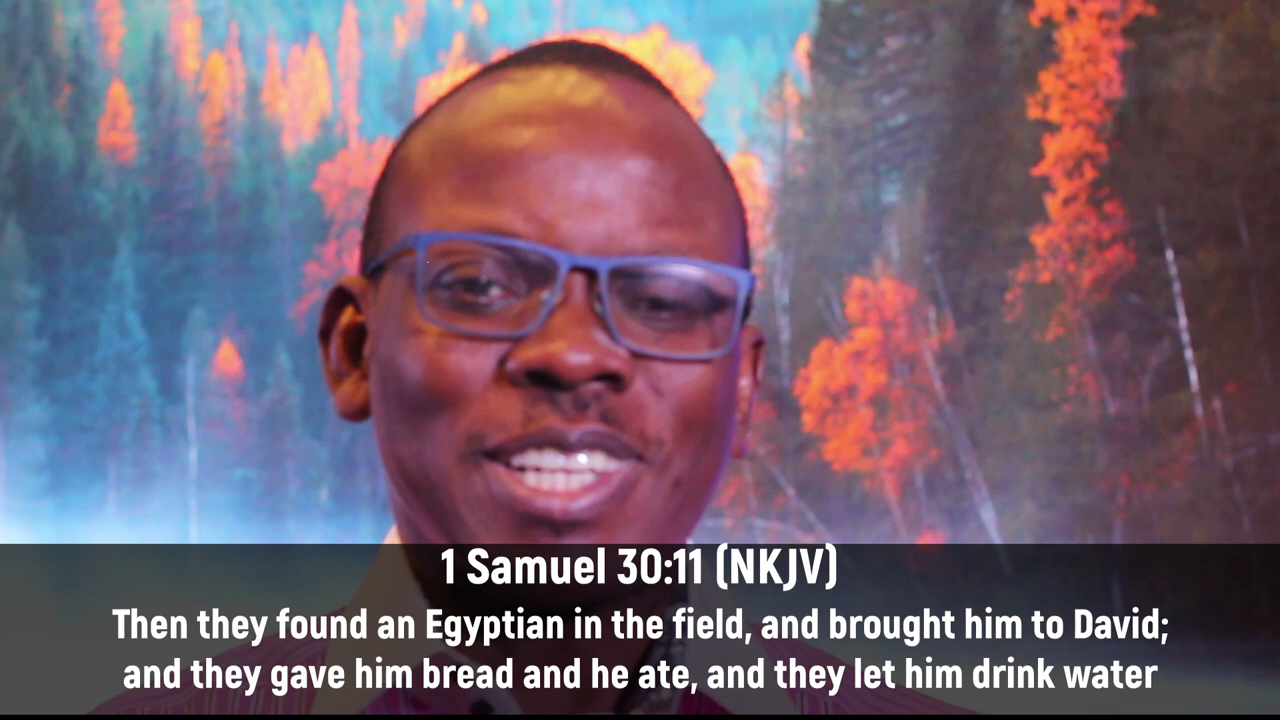 1 Samuel 30:11 (NKJV)
Then they found an Egyptian in the field, and brought him to David;
and they gave him bread and he ate, and they let him drink water